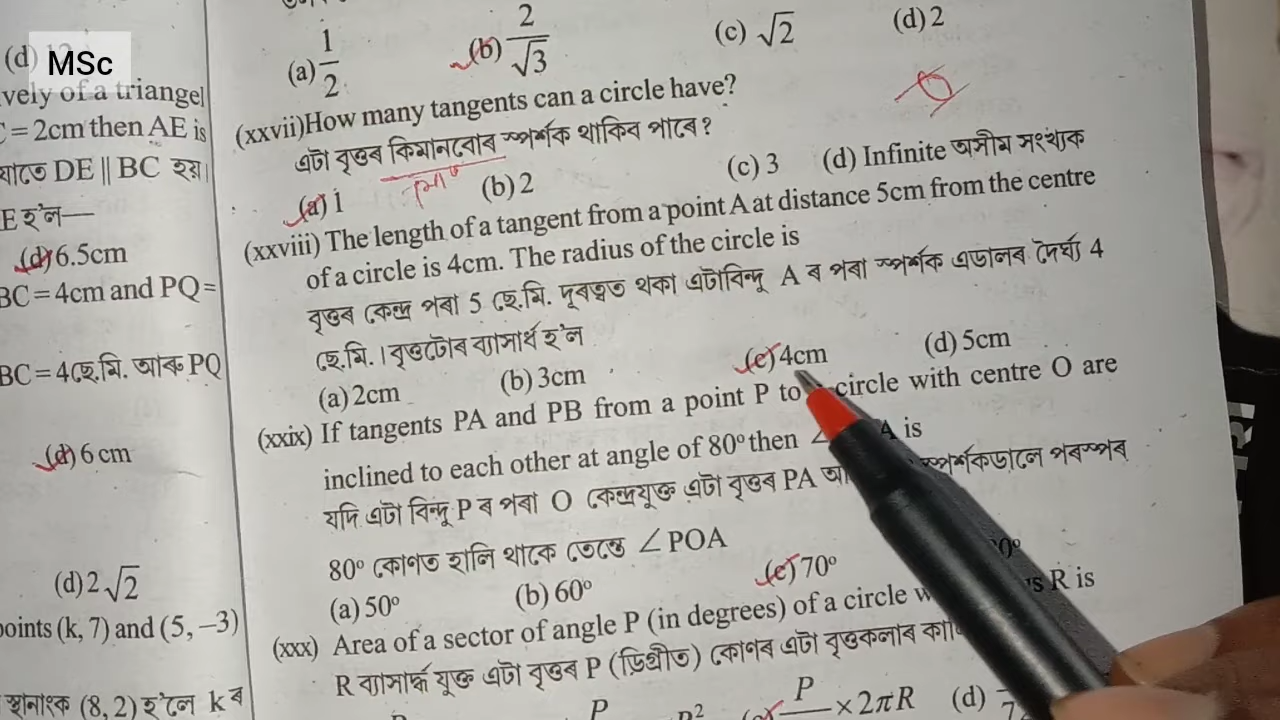 MSc
(d)
vely of a triangel
C = 2cm then AE is
যাতে DE || BC হয়।
E হ'ল—
(d) 6.5cm
BC = 4cm and PQ =
BC = 4ছে.মি. আৰু PQ
(d) 6 cm
(d) 2√2
points (k, 7) and (5, −3)
স্থানাংক (8, 2) হ'লে k ৰ
(a) 1/2 (b) 2/√3 (c) √2 (d) 2
(xxvii)How many tangents can a circle have?
এটা বৃত্তৰ কিমানবোৰ স্পৰ্শক থাকিব পাৰে?
(a) 1 (b) 2 (c) 3 (d) Infinite অসীম সংখ্যক
(xxviii) The length of a tangent from a point A at distance 5cm from the centre
of a circle is 4cm. The radius of the circle is
বৃত্তৰ কেন্দ্ৰ পৰা 5 ছে.মি. দূৰত্বত থকা এটাবিন্দু A ৰ পৰা স্পৰ্শক এডালৰ দৈৰ্ঘ্য 4
ছে.মি.। বৃত্তটোৰ ব্যাসাৰ্ধ হ'ল
(a) 2cm (b) 3cm (c) 4cm (d) 5cm
(xxix) If tangents PA and PB from a point P to circle with centre O are
inclined to each other at angle of 80° then ∠ A is
যদি এটা বিন্দু P ৰ পৰা O কেন্দ্ৰযুক্ত এটা বৃত্তৰ PA স্পৰ্শকডালে পৰস্পৰ
80° কোণত হালি থাকে তেন্তে ∠POA
(a) 50° (b) 60° (c) 70°
(xxx) Area of a sector of angle P (in degrees) of a circle R is
R ব্যাসাৰ্দ্ধ যুক্ত এটা বৃত্তৰ P (ডিগ্ৰীত) কোণৰ এটা বৃত্তকলাৰ
P P × 2πR (d)